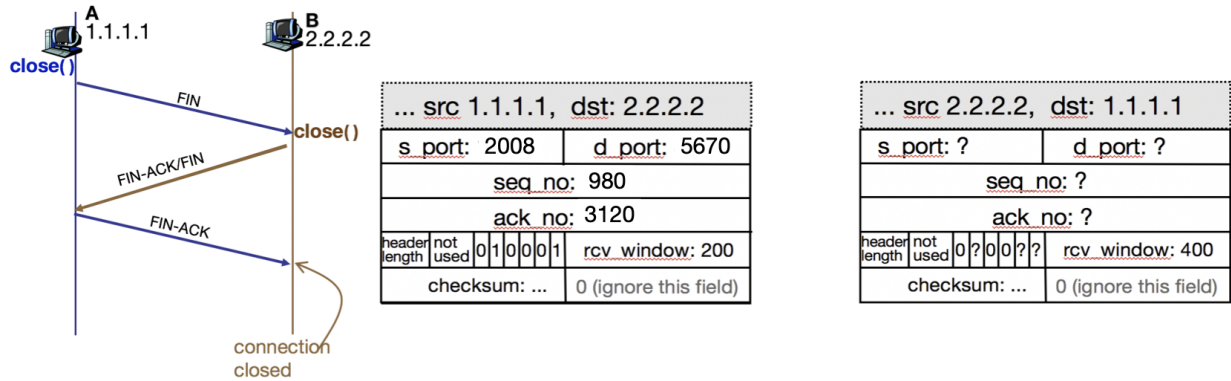 A
1.1.1.1
B
2.2.2.2
close()
FIN
close()
FIN-ACK/FIN
FIN-ACK
connection
closed
... src 1.1.1.1, dst: 2.2.2.2
s_port: 2008 d_port: 5670
seq_no: 980
ack_no: 3120
header length not used 0 1 0 0 0 1 rcv_window: 200
checksum: ... 0 (ignore this field)
... src 2.2.2.2, dst: 1.1.1.1
s_port: ? d_port: ?
seq_no: ?
ack_no: ?
header length not used 0 ? 0 0 ? ? rcv_window: 400
checksum: ... 0 (ignore this field)